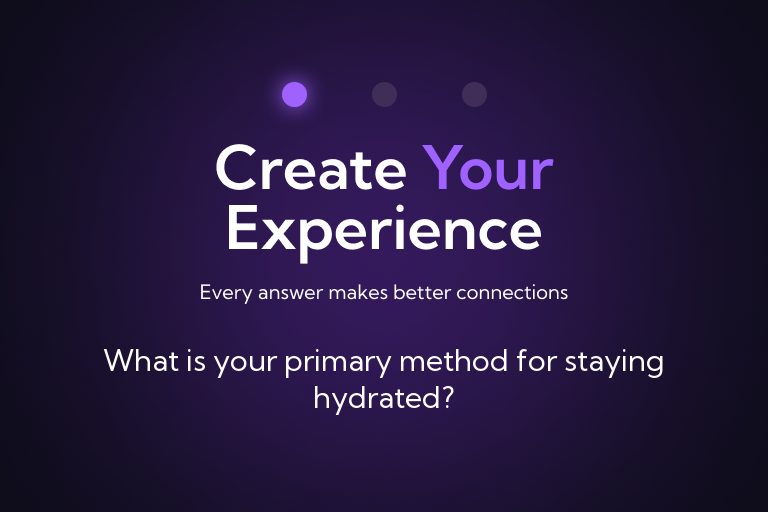 Create Your
Experience
Every answer makes better connections
What is your primary method for staying
hydrated?